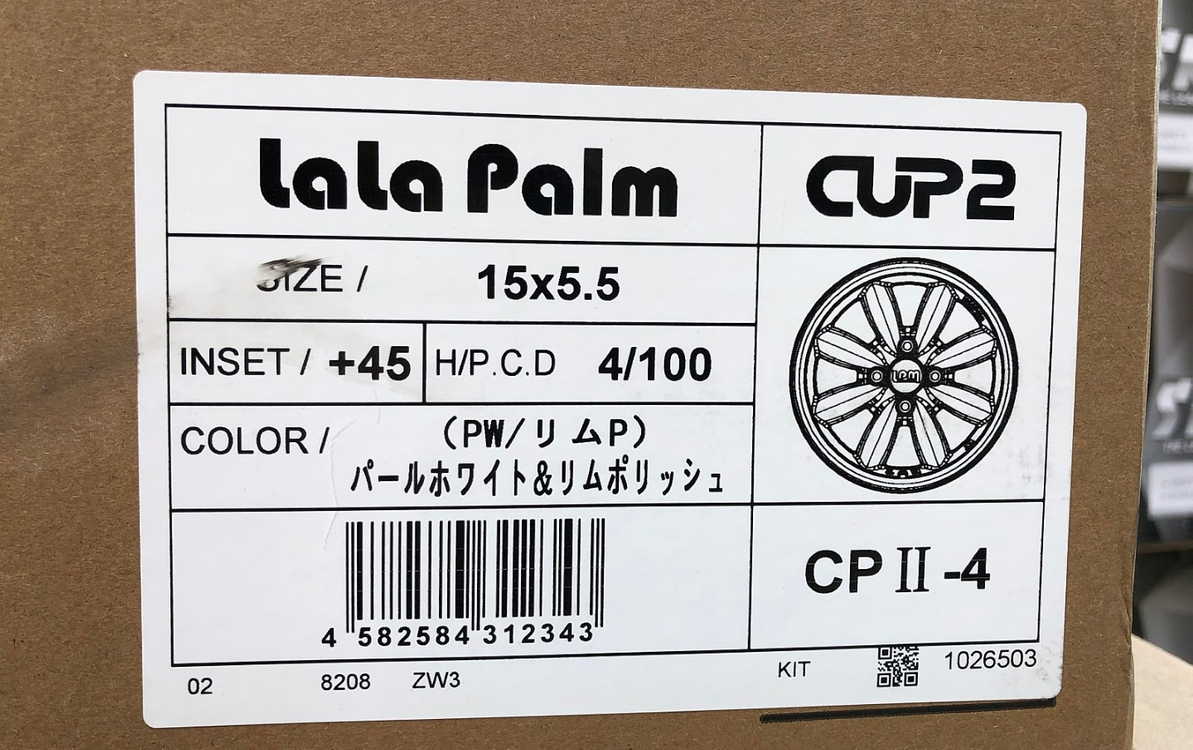 LaLa Palm
CUP2
SIZE / 15x5.5
INSET / +45 H/P.C.D 4/100
COLOR / (PW/リムP)
パールホワイト&リムポリッシュ
4 582584 312343
CPⅡ-4
02 8208 ZW3 KIT 1026503